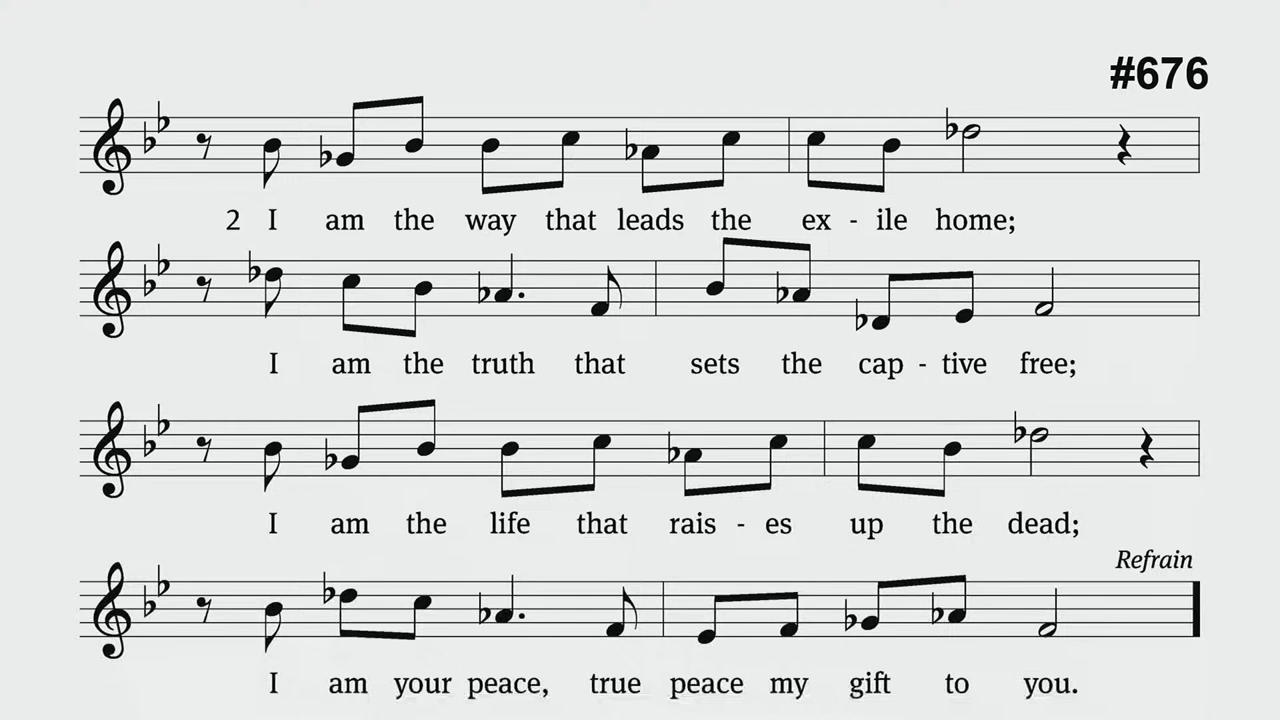 #676
2 I am the way that leads the ex - ile home;
I am the truth that sets the cap - tive free;
I am the life that rais - es up the dead;
Refrain
I am your peace, true peace my gift to you.